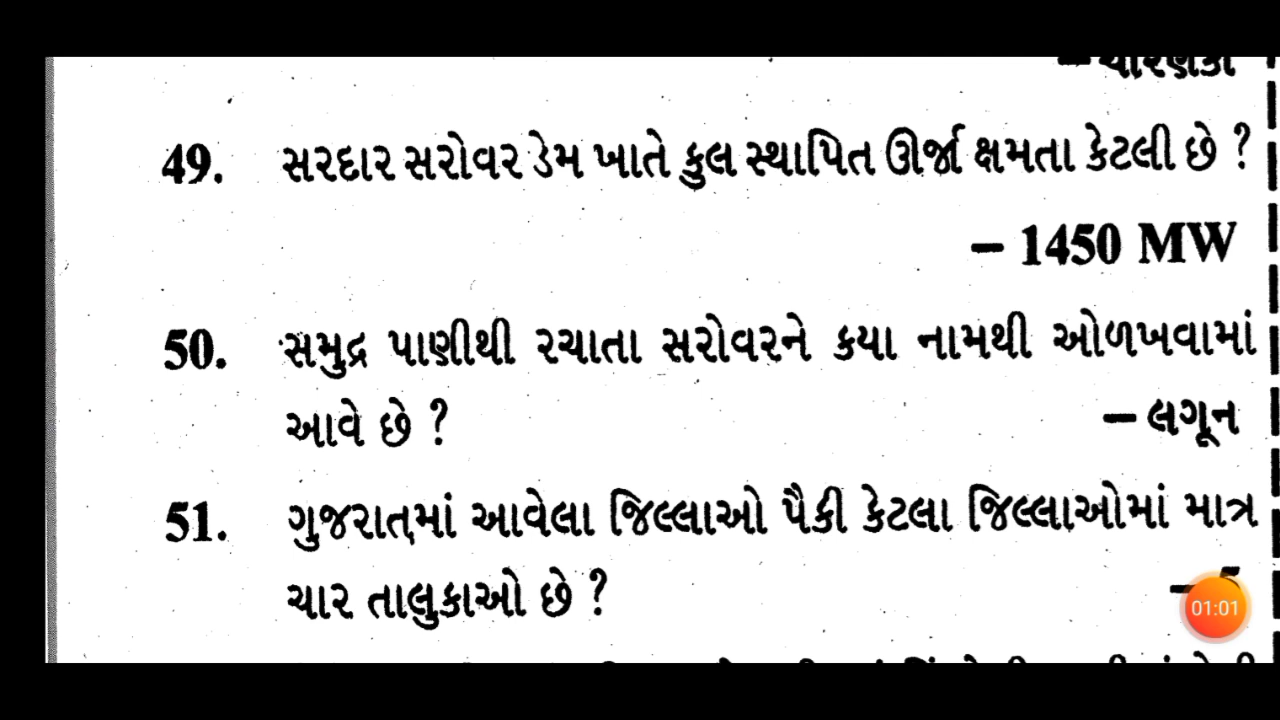 – ચારણકા
49. સરદાર સરોવર ડેમ ખાતે કુલ સ્થાપિત ઊર્જા ક્ષમતા કેટલી છે ?
– 1450 MW
50. સમુદ્ર પાણીથી રચાતા સરોવરને કયા નામથી ઓળખવામાં
આવે છે ? – લગૂન
51. ગુજરાતમાં આવેલા જિલ્લાઓ પૈકી કેટલા જિલ્લાઓમાં માત્ર
ચાર તાલુકાઓ છે ? –
01:01